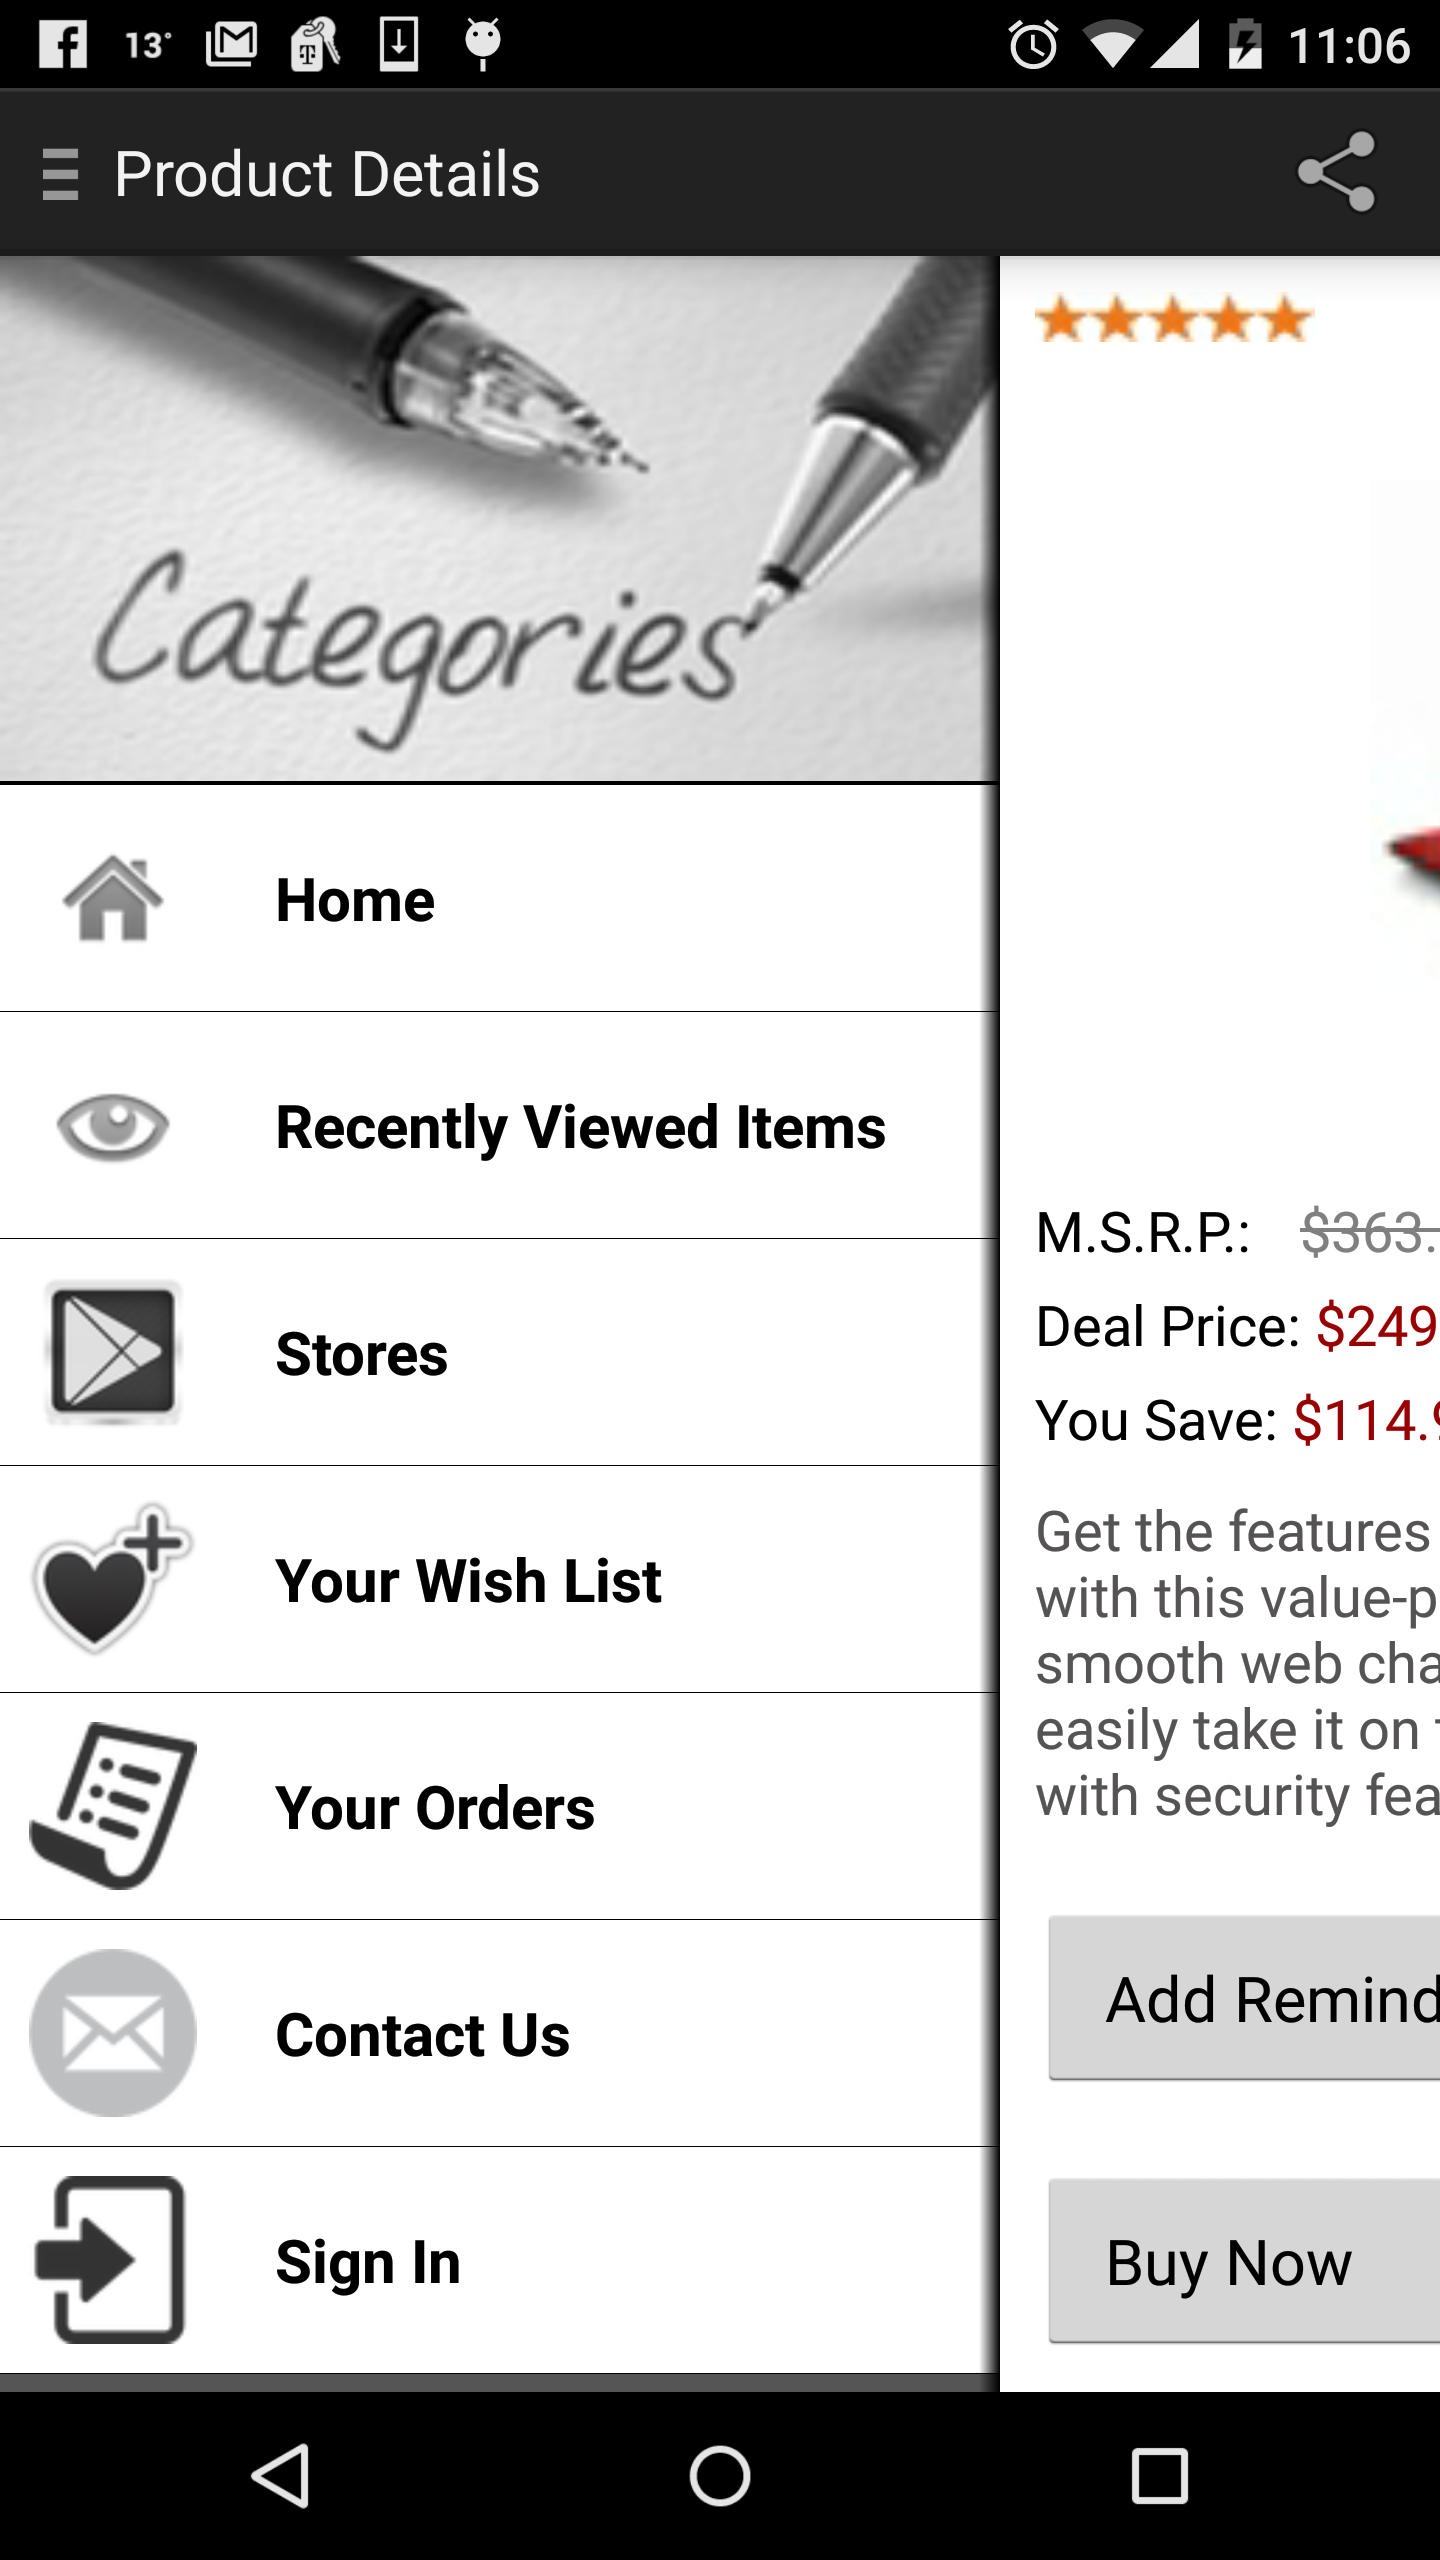 13°
11:06
Product Details
Categories
Home
Recently Viewed Items
Stores
Your Wish List
Your Orders
Contact Us
Sign In
M.S.R.P.: $363.
Deal Price: $249
You Save: $114.9
Get the features
with this value-p
smooth web cha
easily take it on t
with security fea
Add Remind
Buy Now